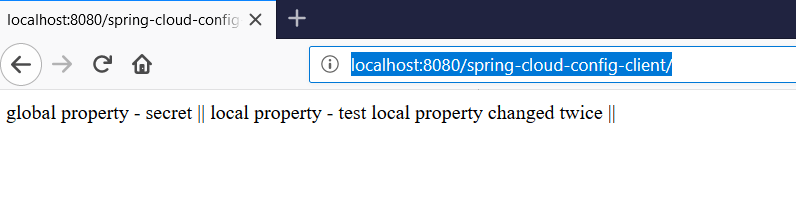 localhost:8080/spring-cloud-config
localhost:8080/spring-cloud-config-client/
global property - secret || local property - test local property changed twice ||